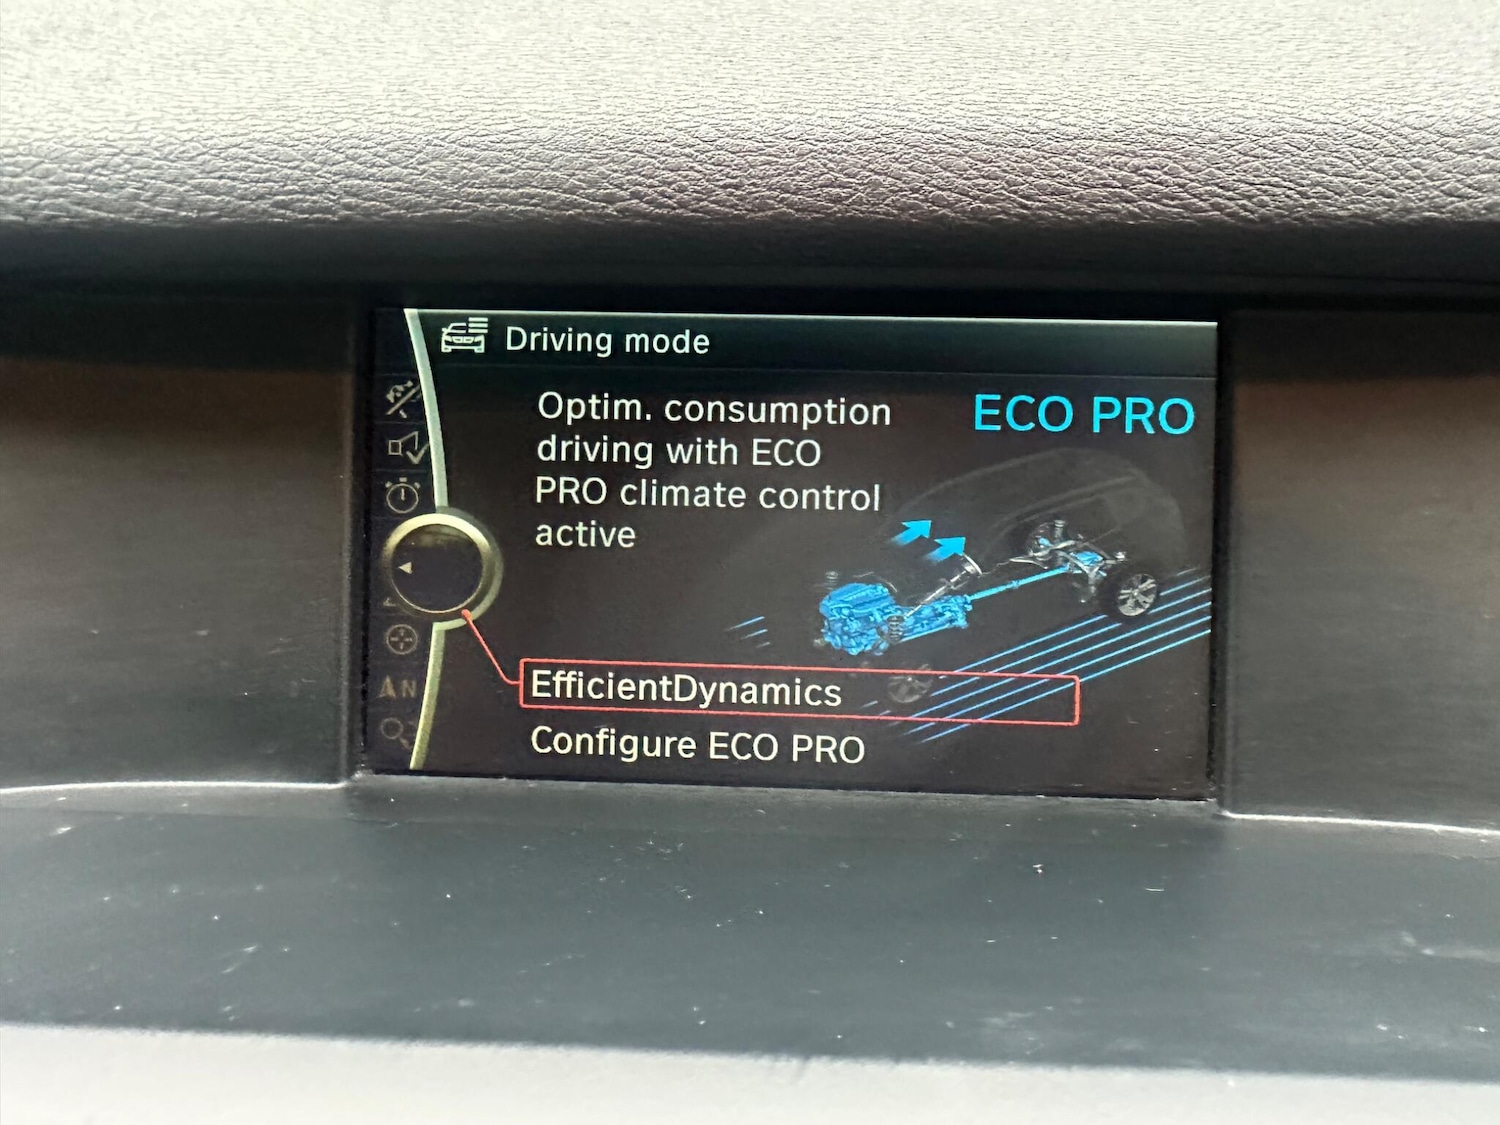 Driving mode
Optim. consumption
driving with ECO
PRO climate control
active
ECO PRO
N
EfficientDynamics
Configure ECO PRO